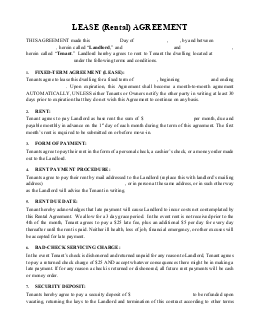 LEASE (Rental) AGREEMENT
THIS AGREEMENT made this Day of , , by and between
, herein called "Landlord," and and ,
herein called "Tenant." Landlord hereby agrees to rent to Tenant the dwelling located at
under the following terms and conditions.
1. FIXED-TERM AGREEMENT (LEASE):
Tenants agree to lease this dwelling for a fixed term of , beginning and ending
Upon expiration, this Agreement shall become a month-to-month agreement
AUTOMATICALLY, UNLESS either Tenants or Owners notify the other party in writing at least 30
days prior to expiration that they do not wish this Agreement to continue on any basis.
2. RENT:
Tenant agrees to pay Landlord as base rent the sum of $ per month, due and
payable monthly in advance on the 1st day of each month during the term of this agreement. The first
month's rent is required to be submitted on or before move-in.
3. FORM OF PAYMENT:
Tenants agree to pay their rent in the form of a personal check, a cashier's check, or a money order made
out to the Landlord.
4. RENT PAYMENT PROCEDURE:
Tenants agree to pay their rent by mail addressed to the Landlord (replace this with landlord's mailing
address) , or in person at the same address, or in such other way
as the Landlord will advise the Tenant in writing.
5. RENT DUE DATE:
Tenant hereby acknowledges that late payment will cause Landlord to incur costs not contemplated by
this Rental Agreement. We allow for a 3 day grace period. In the event rent is not received prior to the
4th of the month, Tenant agrees to pay a $25 late fee, plus an additional $5 per day for every day
thereafter until the rent is paid. Neither ill health, loss of job, financial emergency, or other excuses will
be accepted for late payment.
6. BAD-CHECK SERVICING CHARGE:
In the event Tenant's check is dishonored and returned unpaid for any reason to Landlord, Tenant agrees
to pay a returned check charge of $25 AND accept whatever consequences there might be in making a
late payment. If for any reason a check is returned or dishonored, all future rent payments will be cash
or money order.
7. SECURITY DEPOSIT:
Tenants hereby agree to pay a security deposit of $ to be refunded upon
vacating, returning the keys to the Landlord and termination of this contract according to other terms